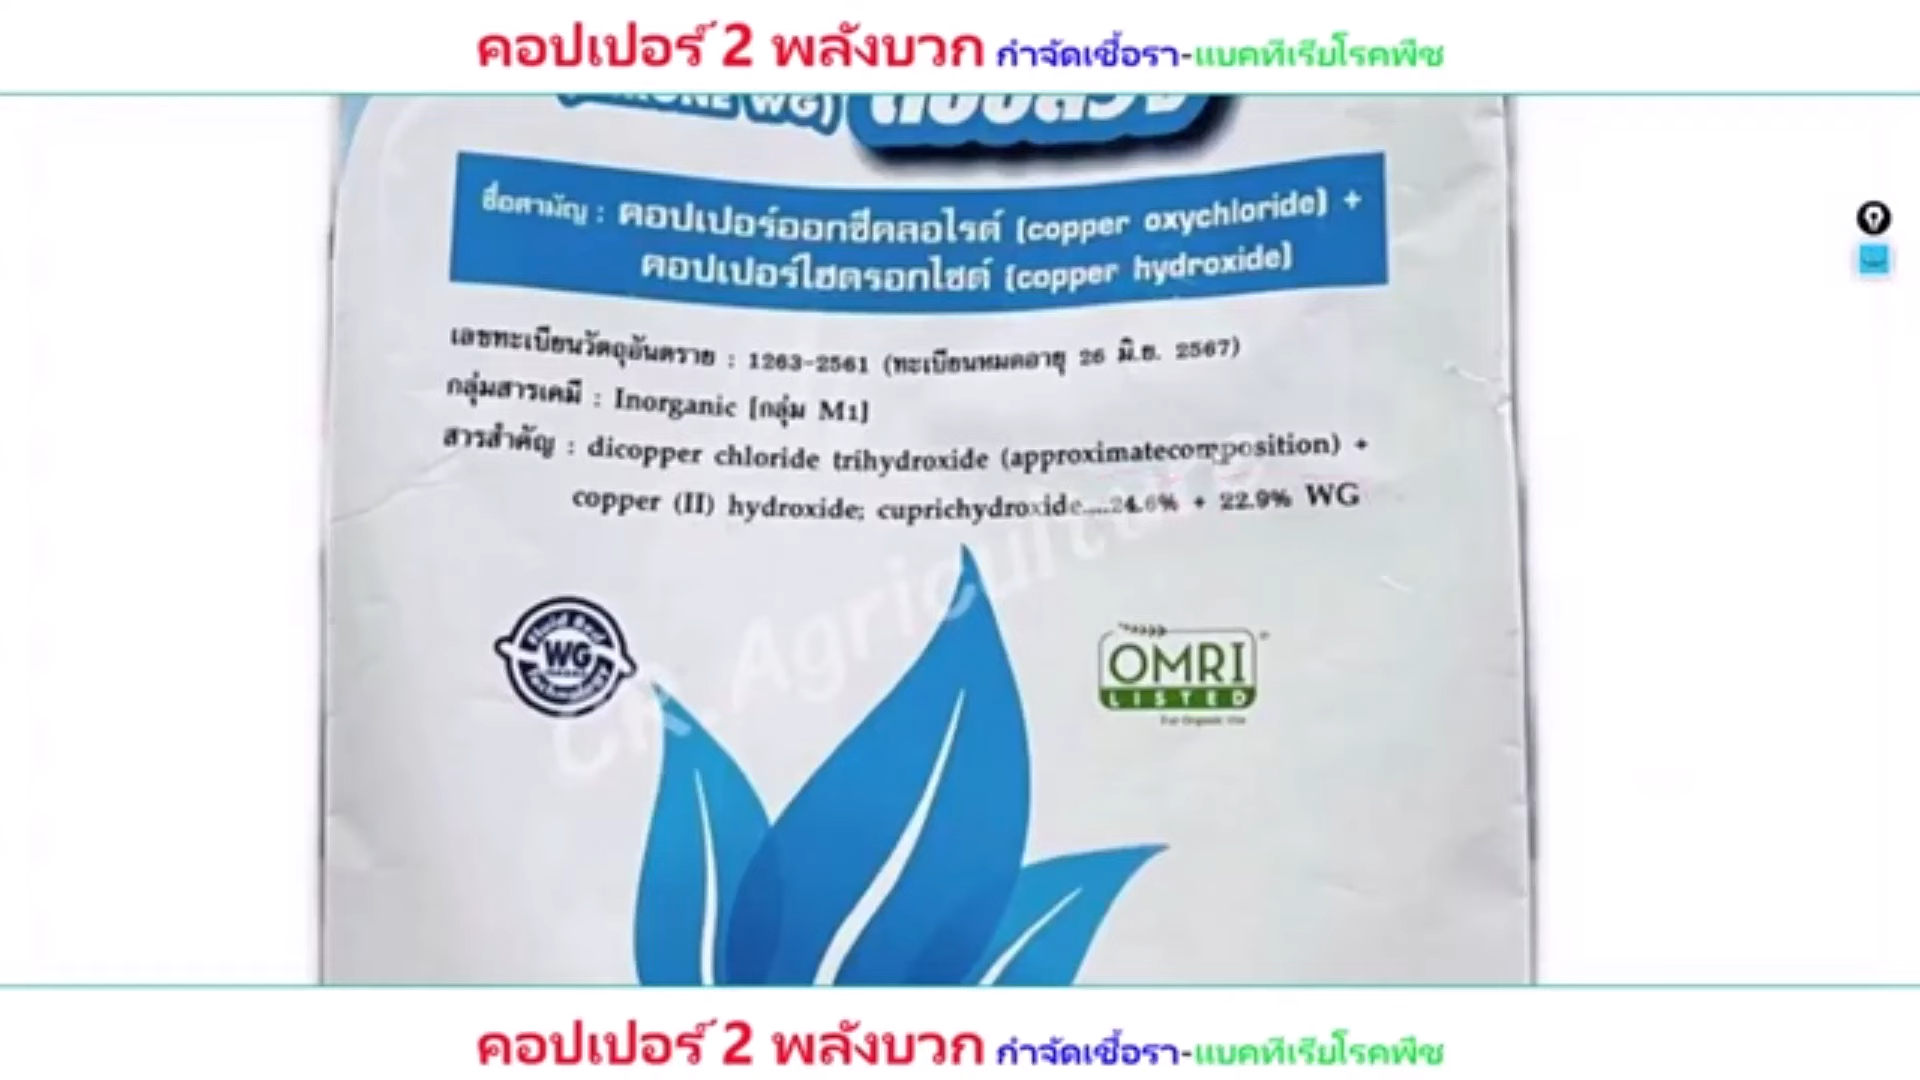 คอปเปอร์ 2 พลังบวก กำจัดเชื้อรา-แบคทีเรียโรคพืช
WG)
ชื่อสามัญ : คอปเปอร์ออกซีคลอไรด์ (copper oxychloride) +
คอปเปอร์ไฮดรอกไซด์ (copper hydroxide)
เลขทะเบียนวัตถุอันตราย : 1263-2561 (ทะเบียนหมดอายุ 26 มิ.ย. 2567)
กลุ่มสารเคมี : Inorganic [กลุ่ม M1]
สารสำคัญ : dicopper chloride trihydroxide (approximatecomposition) +
copper (II) hydroxide; cuprichydroxide....24.6% + 22.9% WG
Fluid Bed
WG
Technology
OMRI
LISTED
For Organic Use
CK.Agriculture
คอปเปอร์ 2 พลังบวก กำจัดเชื้อรา-แบคทีเรียโรคพืช